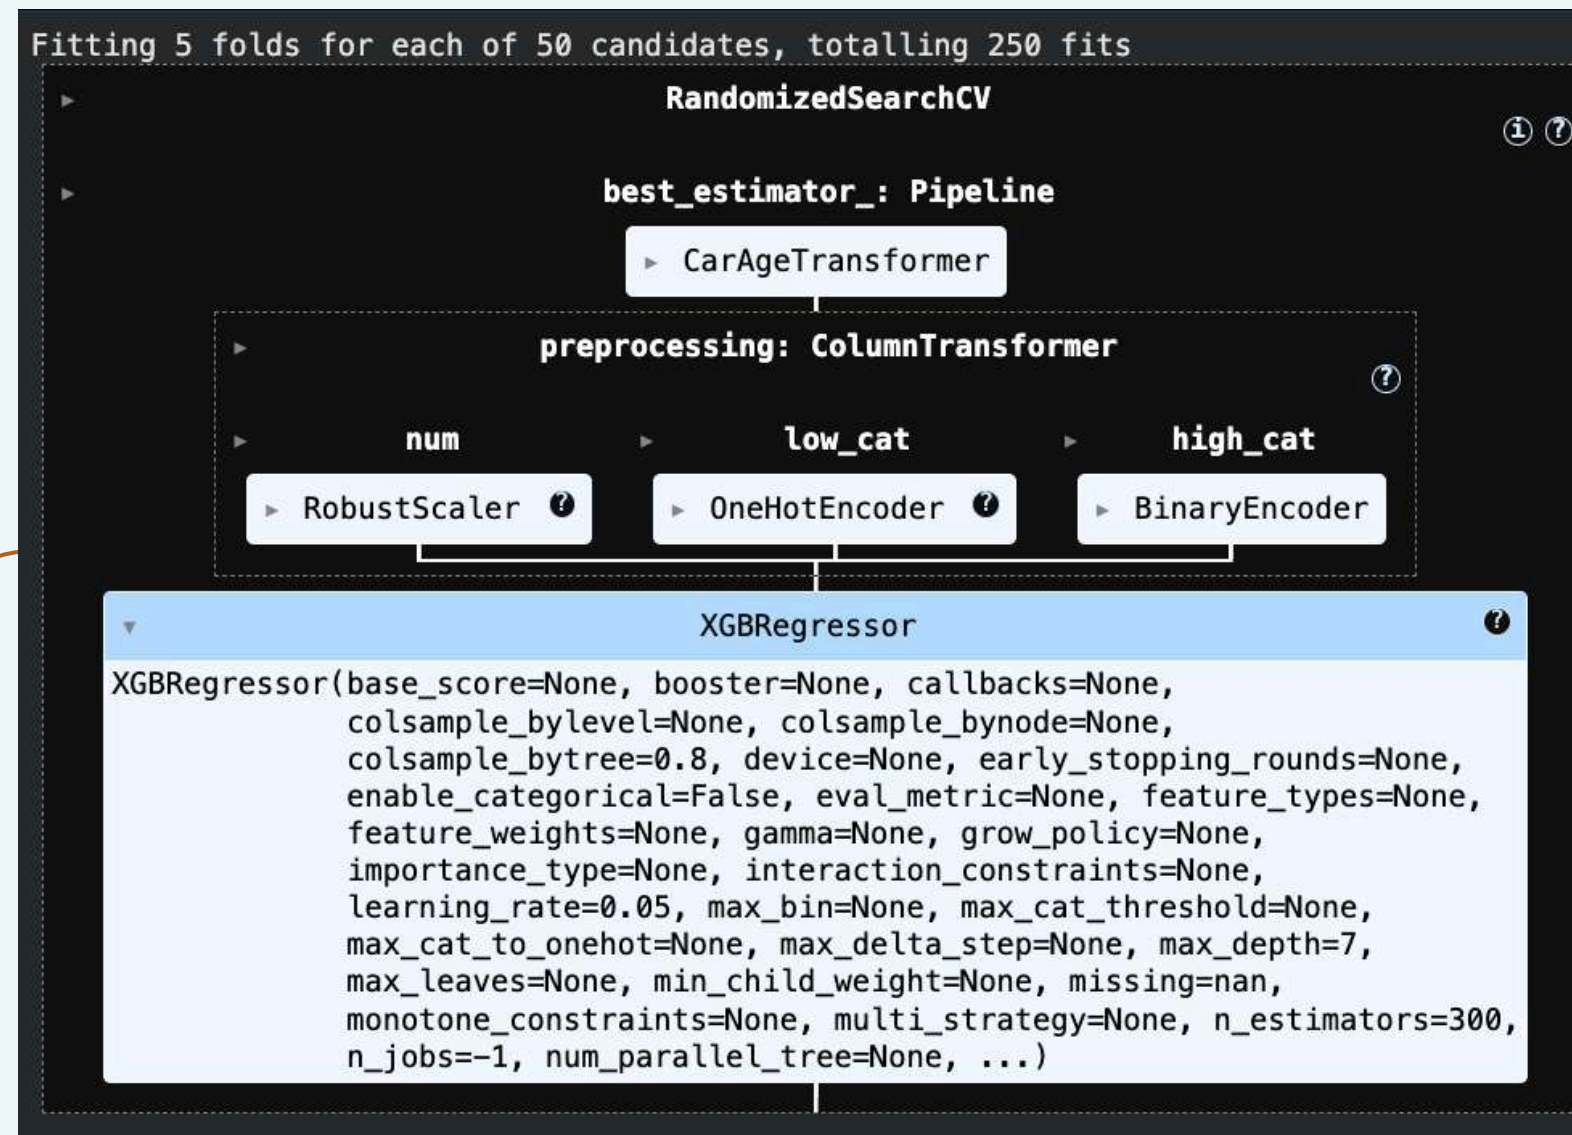 Fitting 5 folds for each of 50 candidates, totalling 250 fits
RandomizedSearchCV
i ?
best_estimator_: Pipeline
CarAgeTransformer
preprocessing: ColumnTransformer
?
num low_cat high_cat
RobustScaler ? OneHotEncoder ? BinaryEncoder
XGBRegressor ?
XGBRegressor(base_score=None, booster=None, callbacks=None,
colsample_bylevel=None, colsample_bynode=None,
colsample_bytree=0.8, device=None, early_stopping_rounds=None,
enable_categorical=False, eval_metric=None, feature_types=None,
feature_weights=None, gamma=None, grow_policy=None,
importance_type=None, interaction_constraints=None,
learning_rate=0.05, max_bin=None, max_cat_threshold=None,
max_cat_to_onehot=None, max_delta_step=None, max_depth=7,
max_leaves=None, min_child_weight=None, missing=nan,
monotone_constraints=None, multi_strategy=None, n_estimators=300,
n_jobs=-1, num_parallel_tree=None, ...)